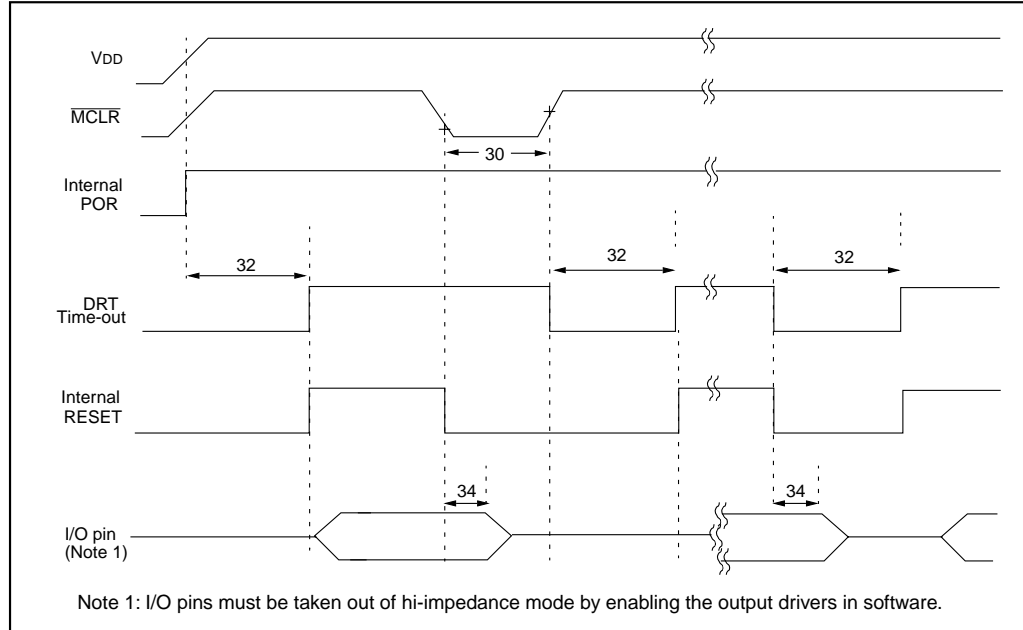 VDD
MCLR
30
Internal
POR
32
32
32
DRT
Time-out
Internal
RESET
34
34
I/O pin
(Note 1)
Note 1: I/O pins must be taken out of hi-impedance mode by enabling the output drivers in software.